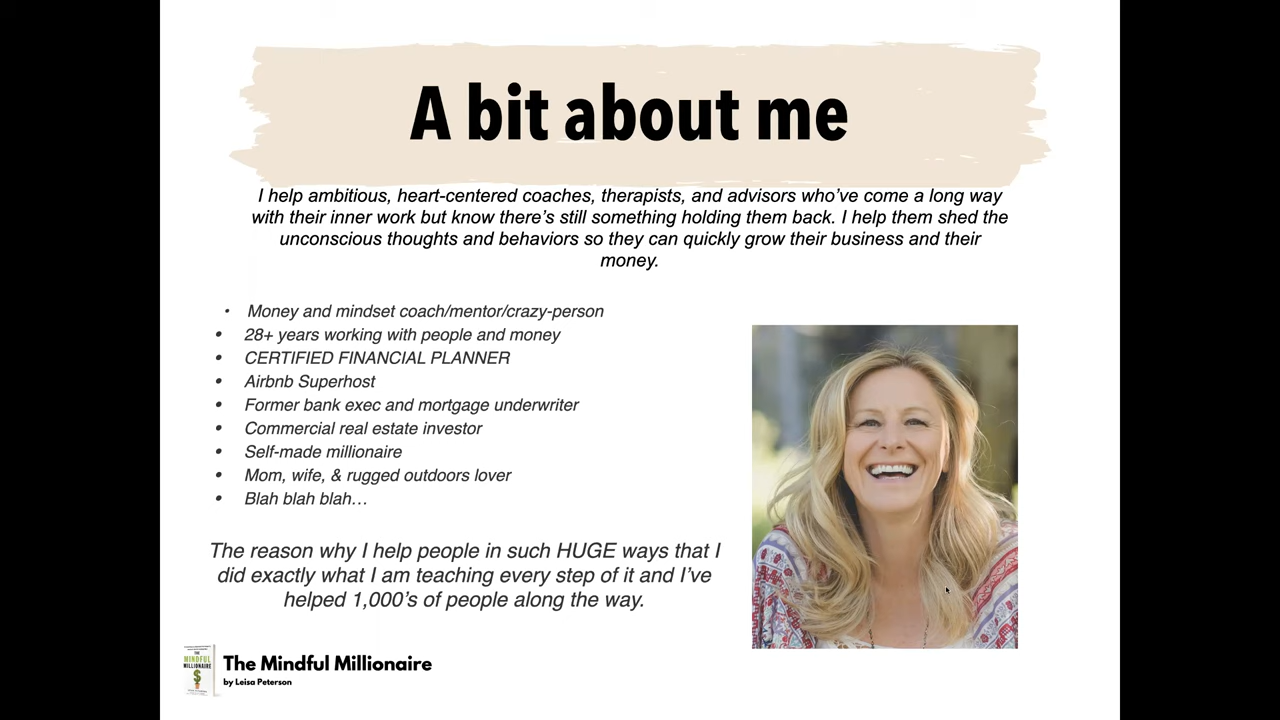 A bit about me
I help ambitious, heart-centered coaches, therapists, and advisors who've come a long way
with their inner work but know there's still something holding them back. I help them shed the
unconscious thoughts and behaviors so they can quickly grow their business and their
money.
• Money and mindset coach/mentor/crazy-person
• 28+ years working with people and money
• CERTIFIED FINANCIAL PLANNER
• Airbnb Superhost
• Former bank exec and mortgage underwriter
• Commercial real estate investor
• Self-made millionaire
• Mom, wife, & rugged outdoors lover
• Blah blah blah…
The reason why I help people in such HUGE ways that I
did exactly what I am teaching every step of it and I've
helped 1,000's of people along the way.
MINDFUL
MILLIONAIRE
The Mindful Millionaire
by Leisa Peterson